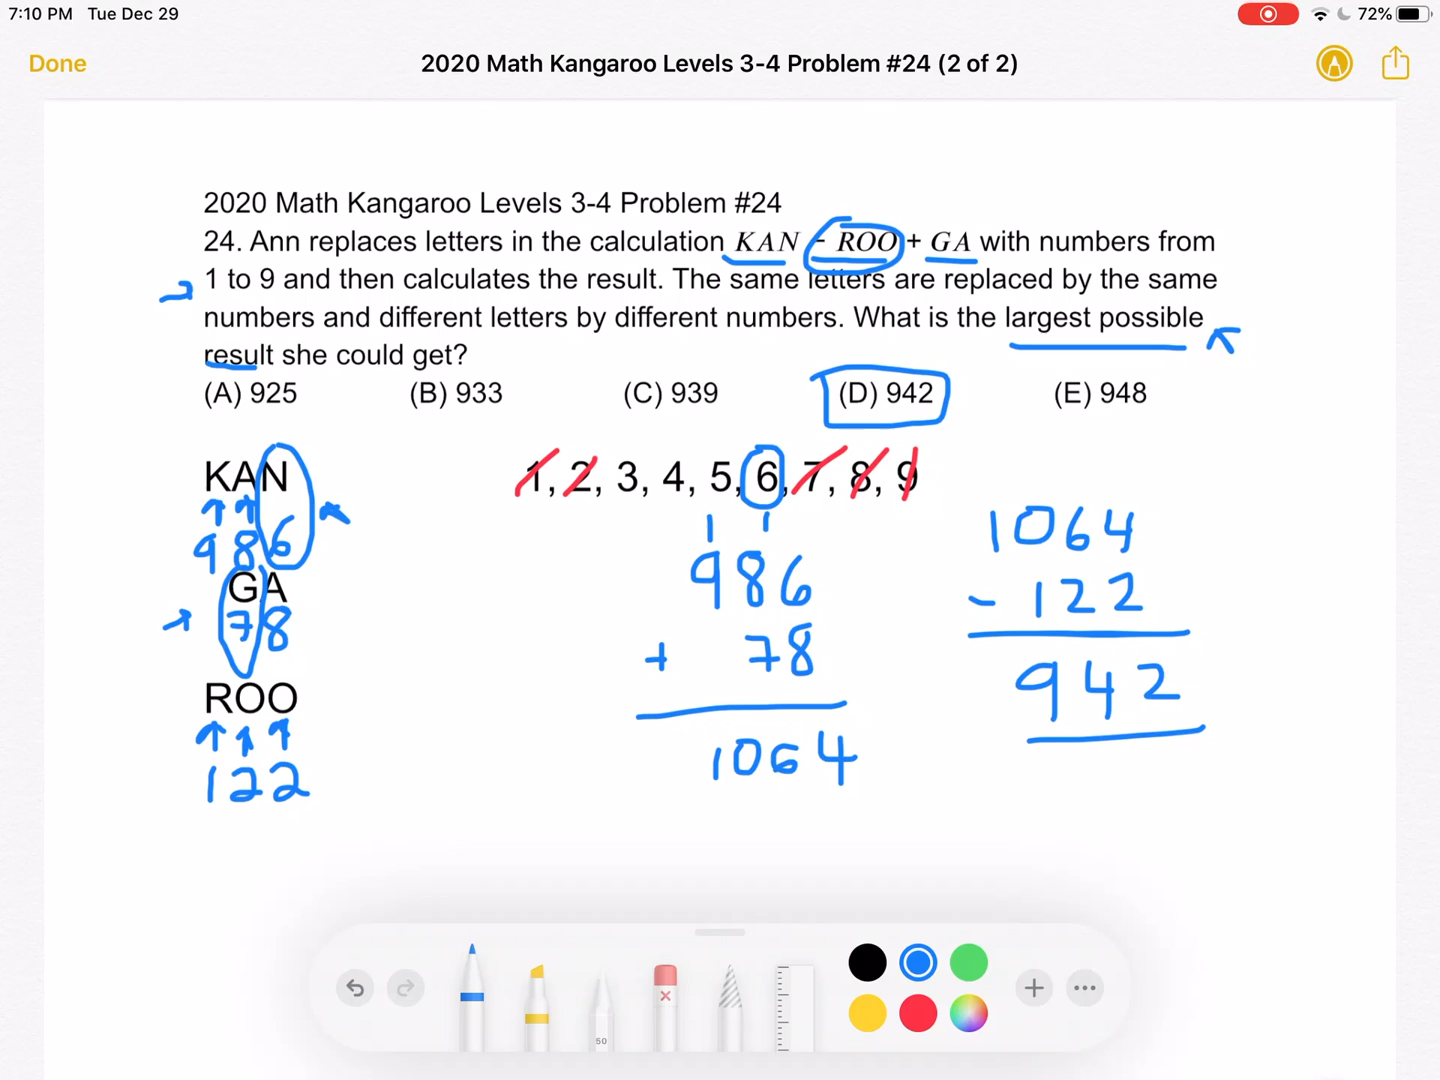 7:10 PM Tue Dec 29 72%
Done 2020 Math Kangaroo Levels 3-4 Problem #24 (2 of 2)
2020 Math Kangaroo Levels 3-4 Problem #24
24. Ann replaces letters in the calculation KAN - ROO + GA with numbers from
1 to 9 and then calculates the result. The same letters are replaced by the same
numbers and different letters by different numbers. What is the largest possible
result she could get?
(A) 925 (B) 933 (C) 939 (D) 942 (E) 948
KAN
986
GA
78
ROO
122
1, 2, 3, 4, 5, 6, 7, 8, 9
1 1
986
+ 78
1064
1064
- 122
942
50